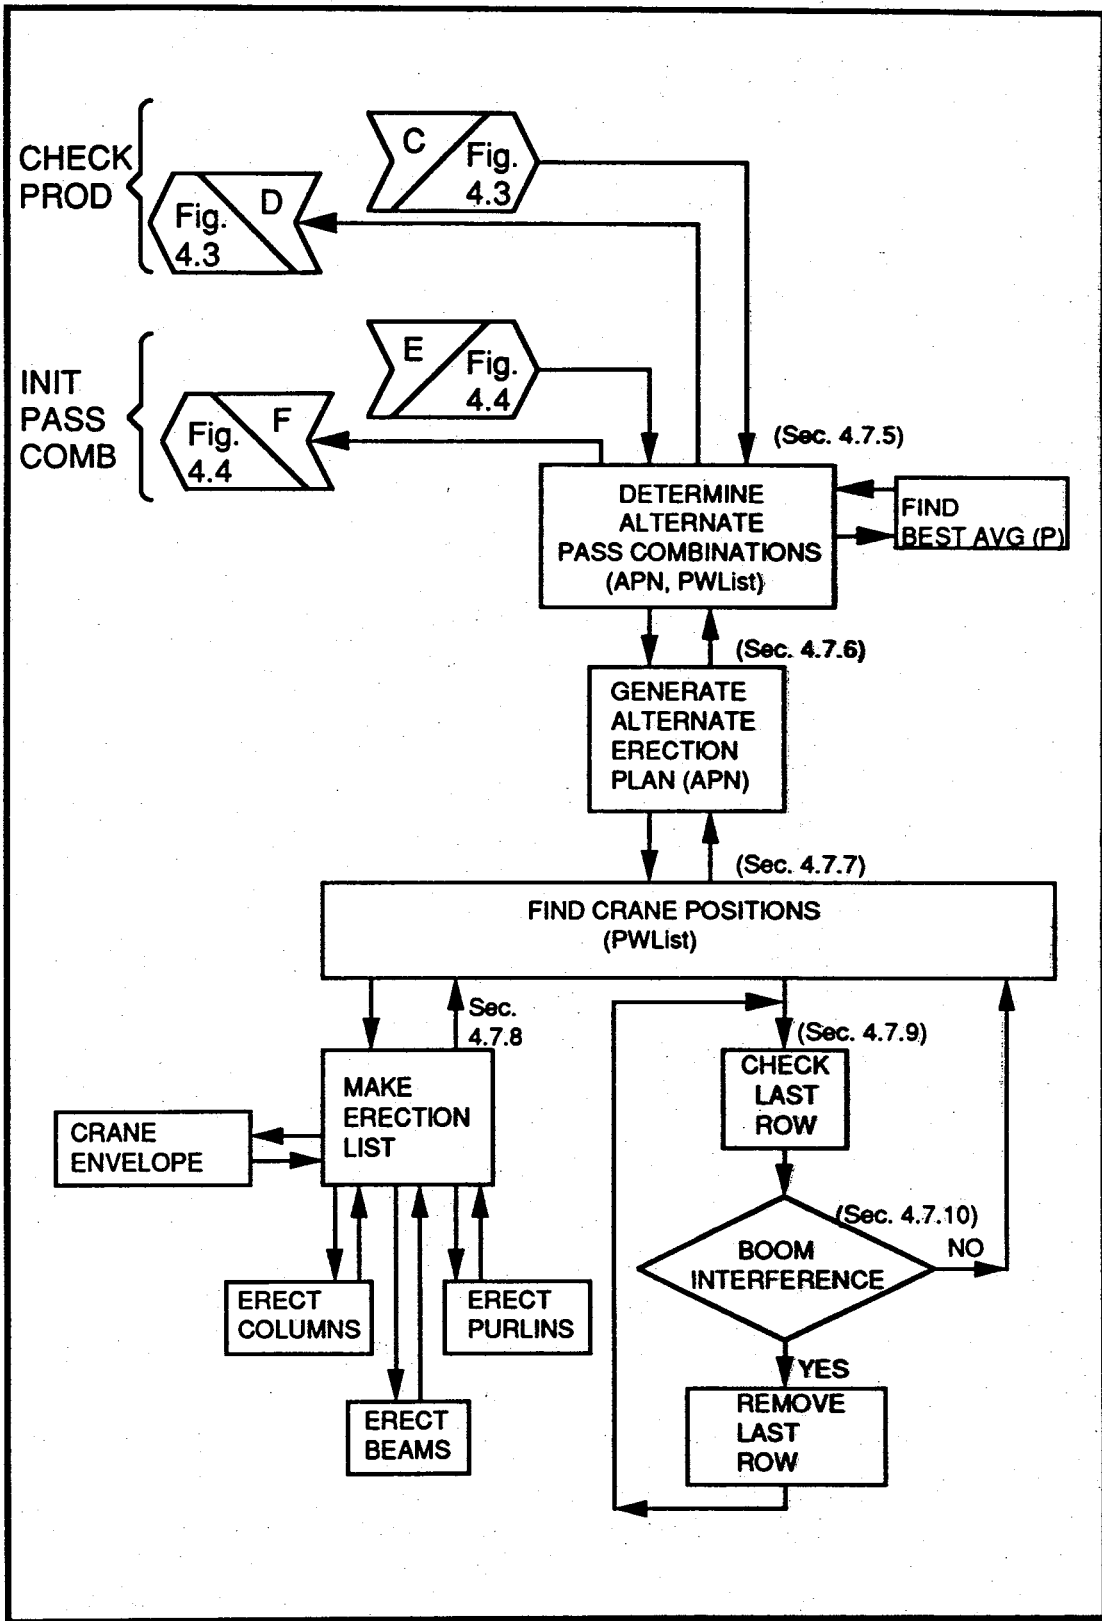 CHECK
PROD
C
Fig.
4.3
Fig.
4.3
D
INIT
PASS
COMB
E
Fig.
4.4
Fig.
4.4
F
(Sec. 4.7.5)
DETERMINE
ALTERNATE
PASS COMBINATIONS
(APN, PWList)
FIND
BEST AVG (P)
(Sec. 4.7.6)
GENERATE
ALTERNATE
ERECTION
PLAN (APN)
(Sec. 4.7.7)
FIND CRANE POSITIONS
(PWList)
Sec.
4.7.8
(Sec. 4.7.9)
MAKE
ERECTION
LIST
CHECK
LAST
ROW
CRANE
ENVELOPE
(Sec. 4.7.10)
BOOM
INTERFERENCE
NO
ERECT
COLUMNS
ERECT
PURLINS
YES
ERECT
BEAMS
REMOVE
LAST
ROW